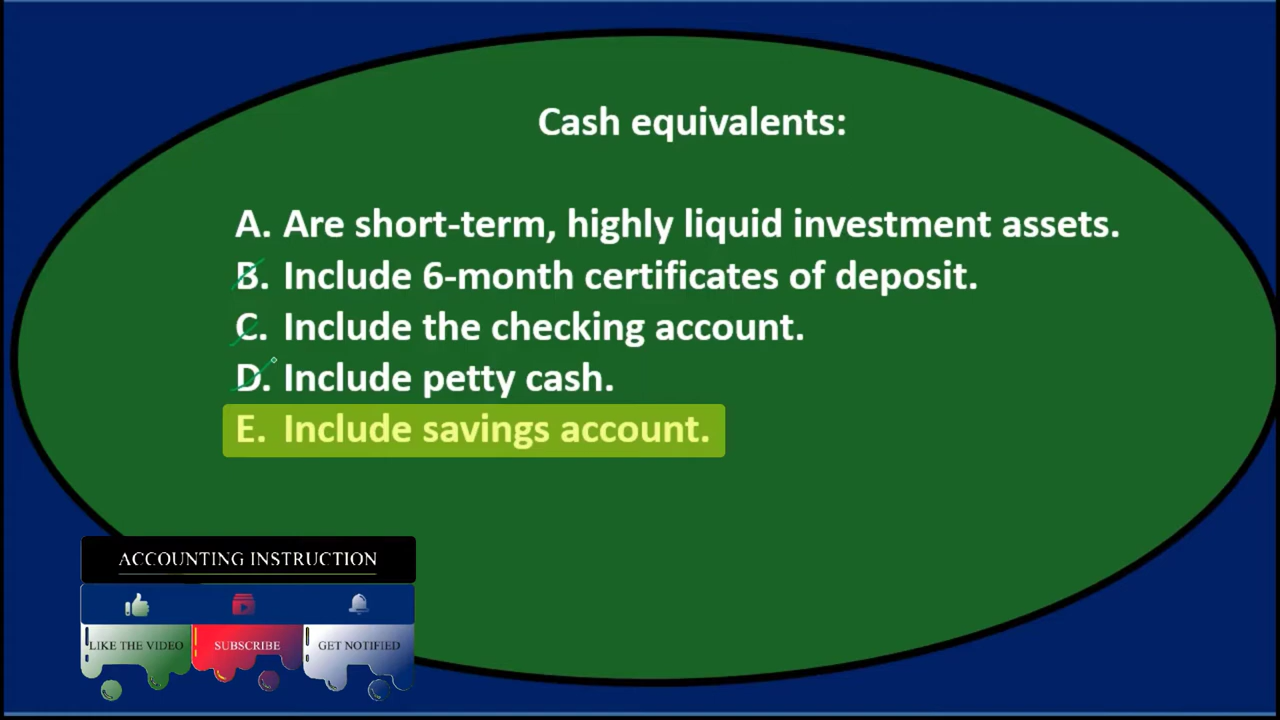 Cash equivalents:
A. Are short-term, highly liquid investment assets.
B. Include 6-month certificates of deposit.
C. Include the checking account.
D. Include petty cash.
E. Include savings account.
ACCOUNTING INSTRUCTION
LIKE THE VIDEO
SUBSCRIBE
GET NOTIFIED